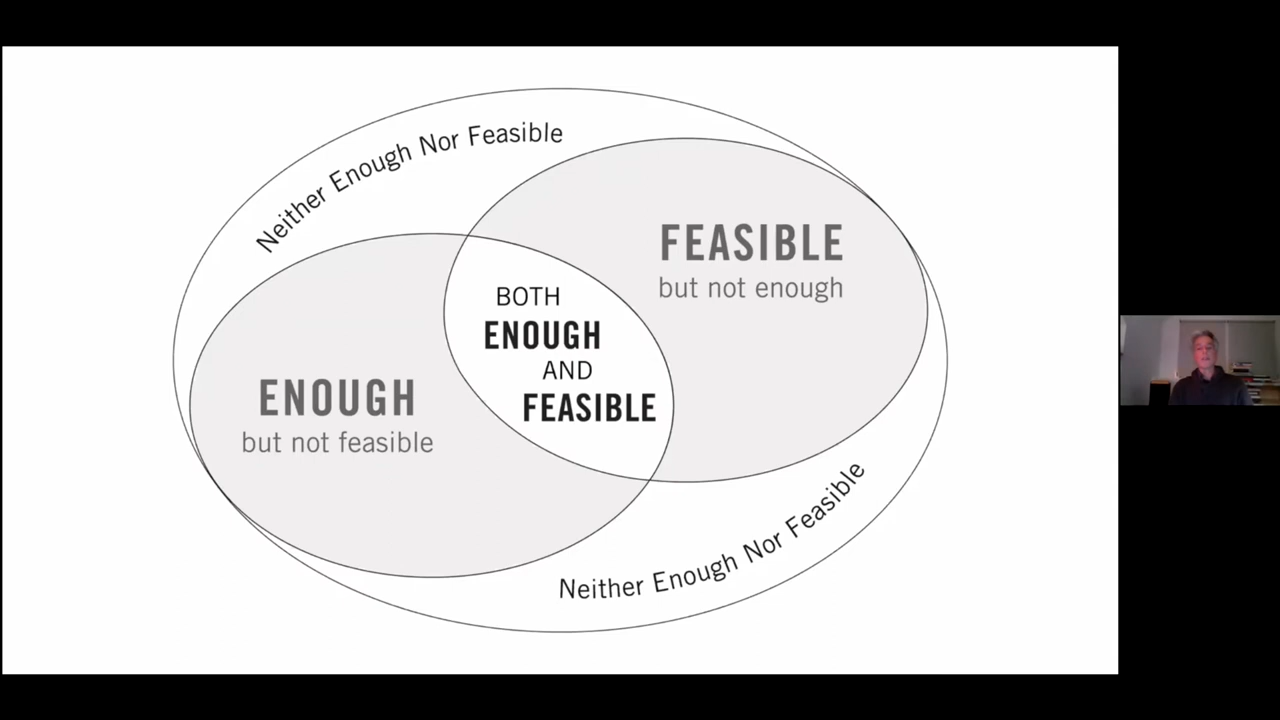 Neither Enough Nor Feasible
FEASIBLE
but not enough
BOTH
ENOUGH
AND
FEASIBLE
ENOUGH
but not feasible
Neither Enough Nor Feasible